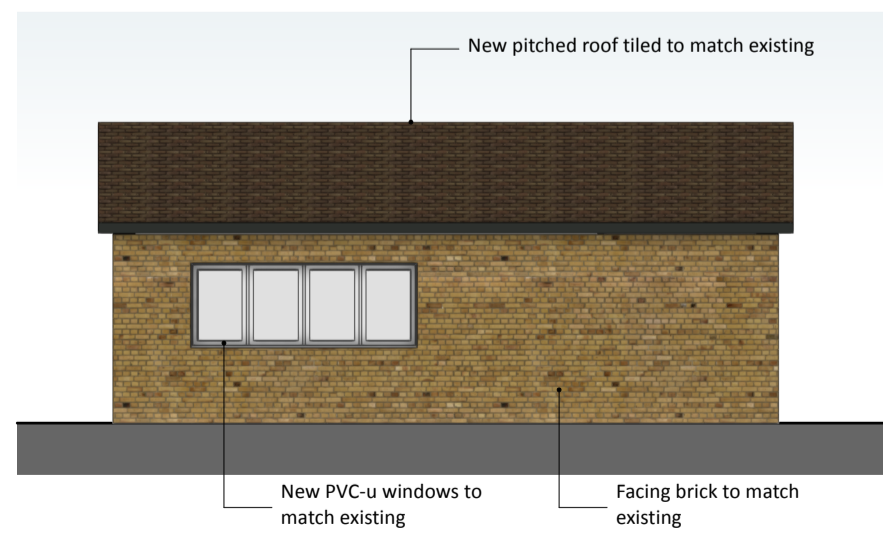 New pitched roof tiled to match existing
New PVC-u windows to
match existing
Facing brick to match
existing